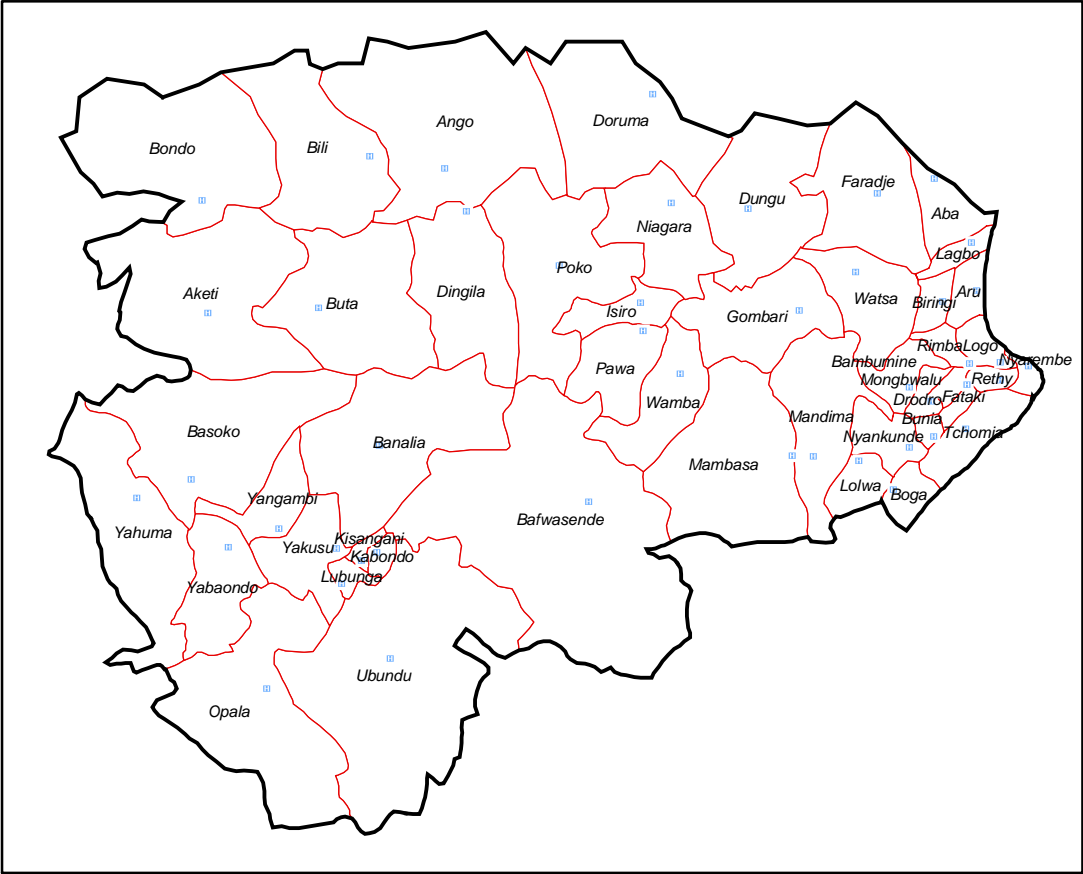 Ango
Doruma
Bili
Bondo
Faradje
Dungu
Aba
Niagara
Lagbo
Poko
Aketi
Dingila
Aru
Buta
Watsa
Biringi
Isiro
Gombari
RimbaLogo
Nyarembe
Bambumine
Pawa
Mongbwalu
Rethy
Drodro
Fataki
Wamba
Mandima
Bunia
Basoko
Tchomia
Nyankunde
Banalia
Mambasa
Lolwa
Boga
Yangambi
Bafwasende
Yahuma
Kisangani
Yakusu
Kabondo
Lubunga
Yabaondo
Ubundu
Opala